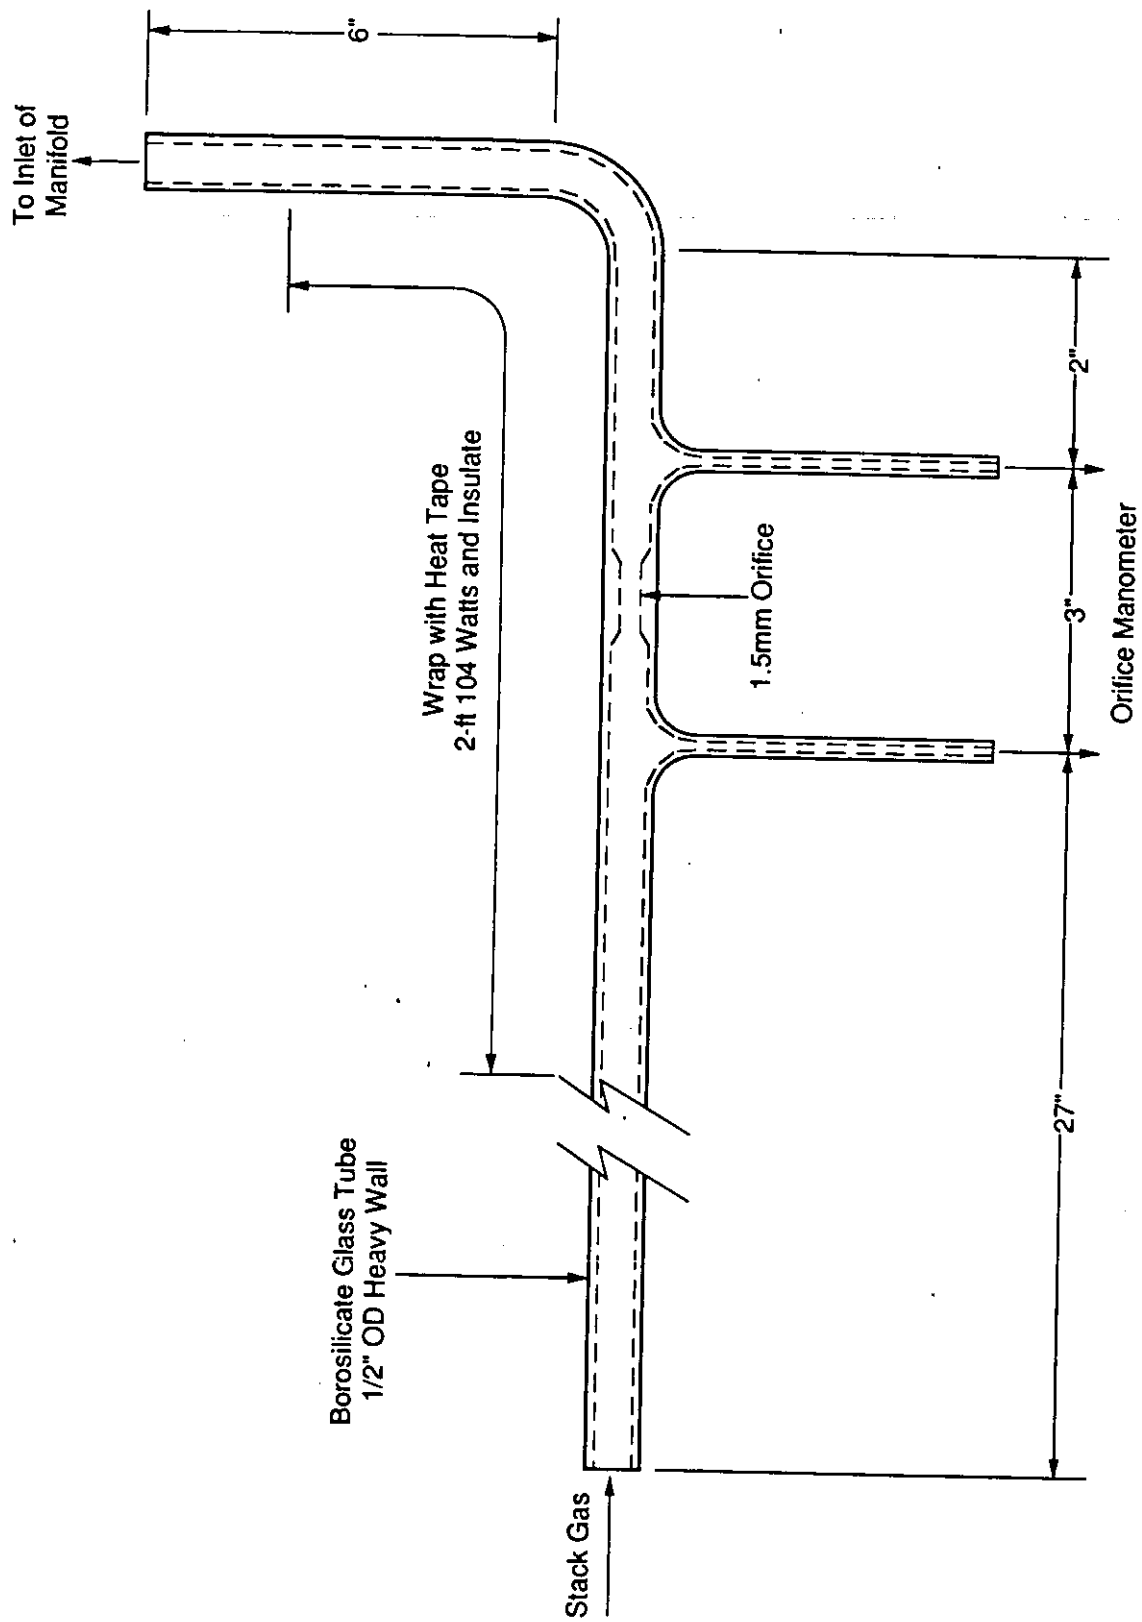 To Inlet of
Manifold
6"
Wrap with Heat Tape
2-ft 104 Watts and Insulate
2"
Borosilicate Glass Tube
1/2" OD Heavy Wall
1.5mm Orifice
3"
Orifice Manometer
27"
Stack Gas